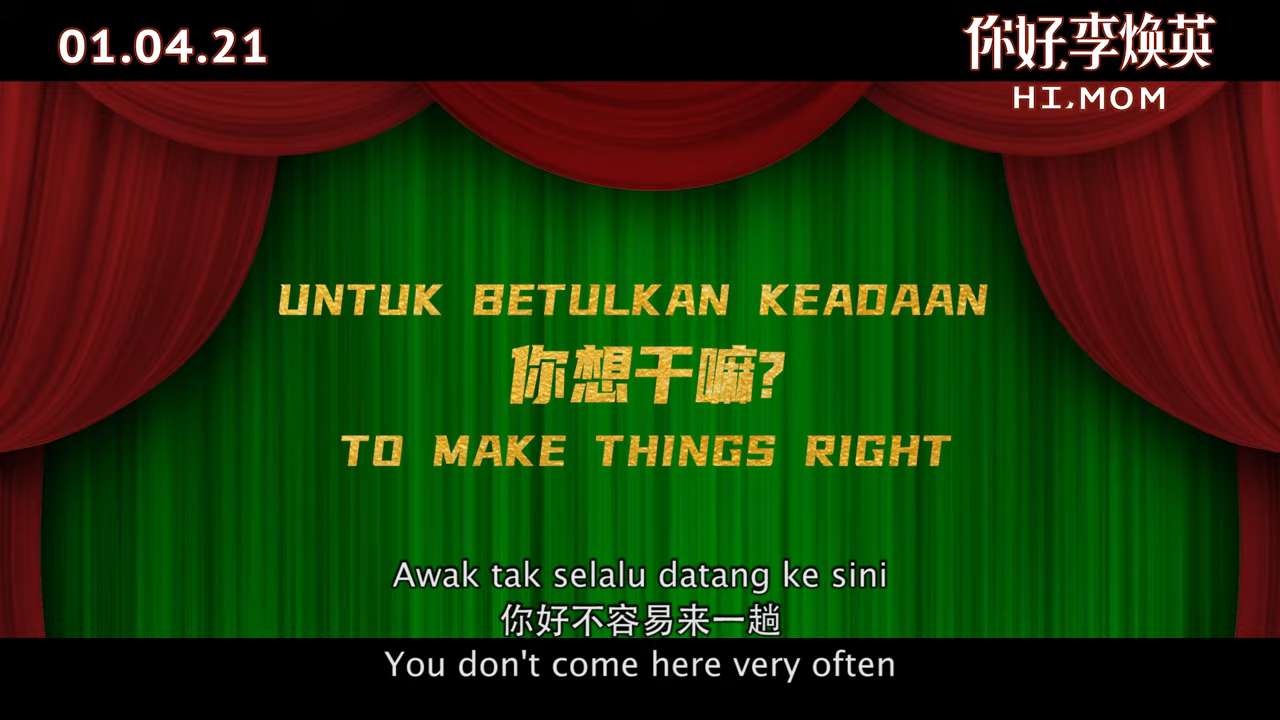 01.04.21
你好,李焕英
HI,MOM
UNTUK BETULKAN KEADAAN
你想干嘛?
TO MAKE THINGS RIGHT
Awak tak selalu datang ke sini
你好不容易来一趟
You don't come here very often